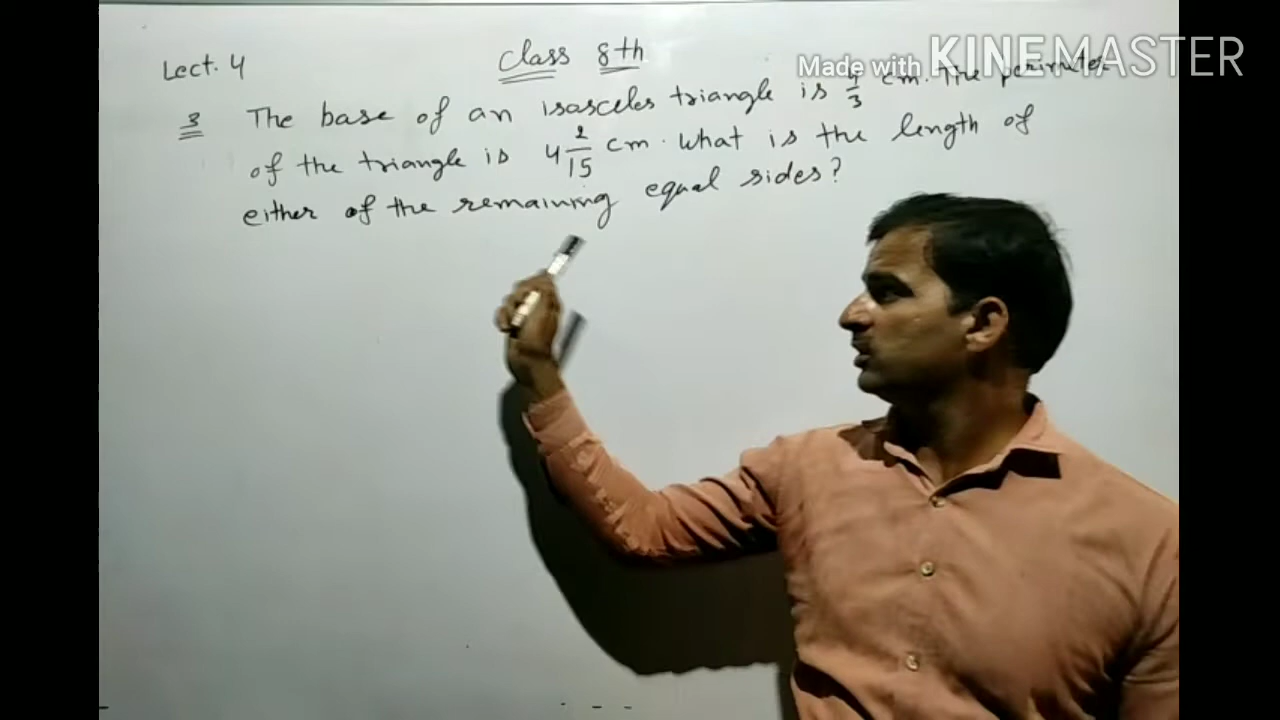 Lect. 4
Class 8th
Made with KINEMASTER
3 The base of an isasceles triangle is 4/3 cm. The perimeter
of the triangle is 4 2/15 cm. What is the length of
either of the remaining equal sides?